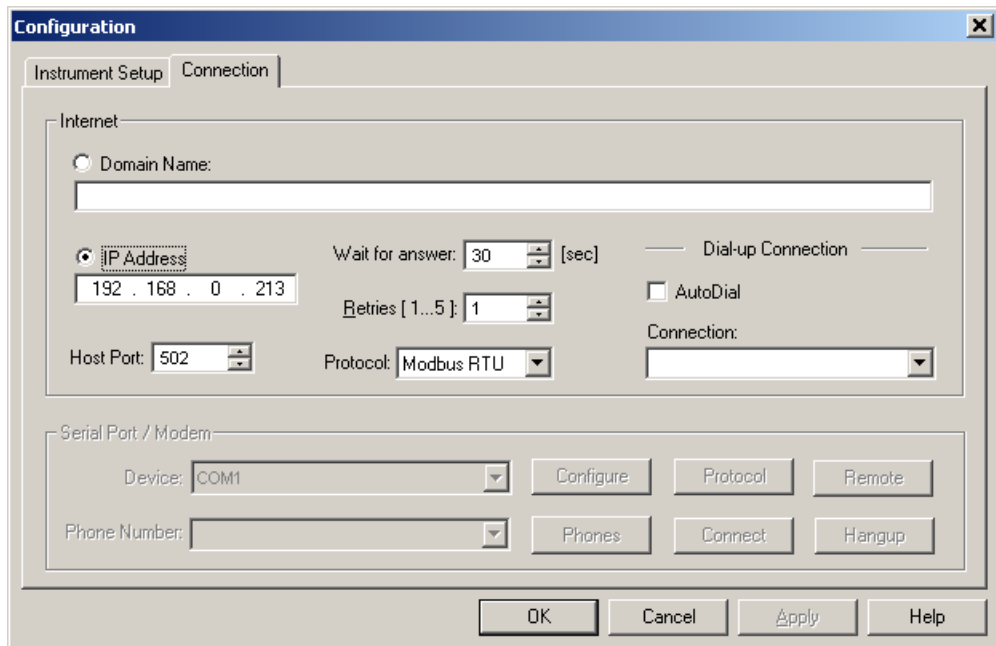 Configuration
Instrument Setup Connection
Internet
Domain Name:
IP Address Wait for answer: 30 [sec] Dial-up Connection
192 . 168 . 0 . 213 AutoDial
Retries [ 1...5 ]: 1
Connection:
Host Port: 502 Protocol: Modbus RTU
Serial Port / Modem
Device: COM1 Configure Protocol Remote
Phone Number: Phones Connect Hangup
OK Cancel Apply Help